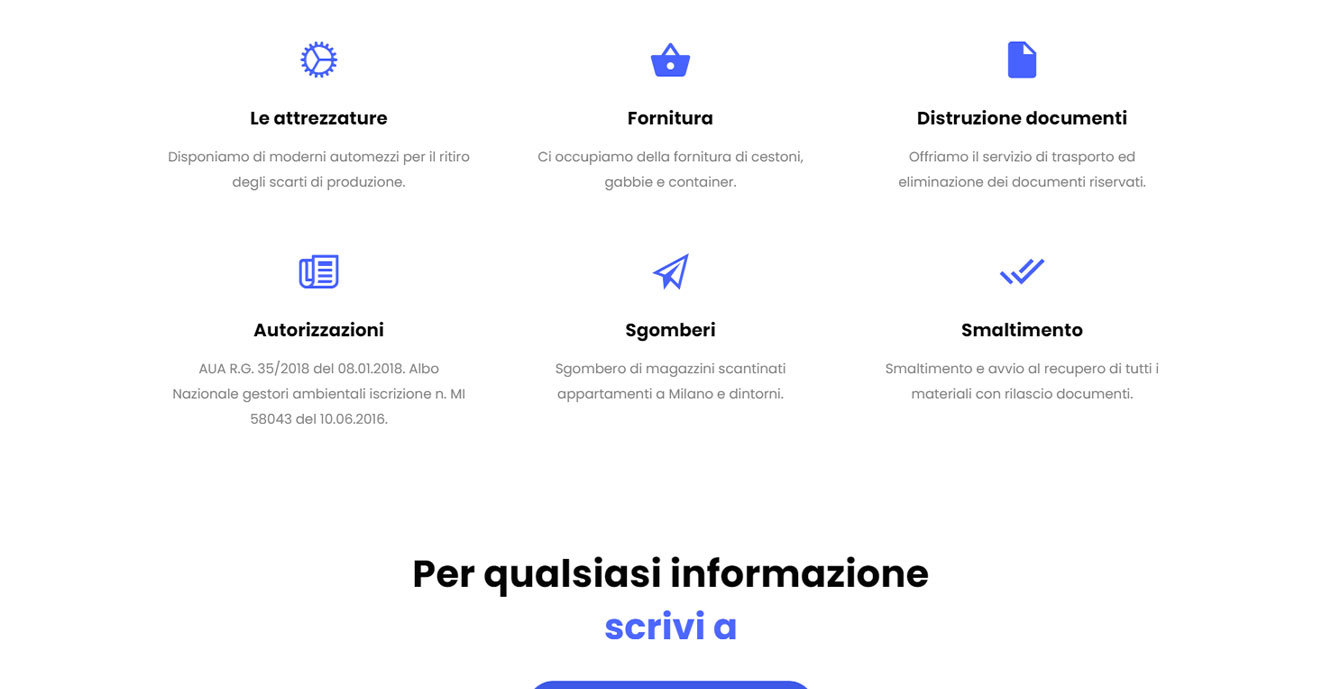 Le attrezzature
Disponiamo di moderni automezzi per il ritiro
degli scarti di produzione.
Fornitura
Ci occupiamo della fornitura di cestoni,
gabbie e container.
Distruzione documenti
Offriamo il servizio di trasporto ed
eliminazione dei documenti riservati.
Autorizzazioni
AUA R.G. 35/2018 del 08.01.2018. Albo
Nazionale gestori ambientali iscrizione n. MI
58043 del 10.06.2016.
Sgomberi
Sgombero di magazzini scantinati
appartamenti a Milano e dintorni.
Smaltimento
Smaltimento e avvio al recupero di tutti i
materiali con rilascio documenti.
Per qualsiasi informazione
scrivi a